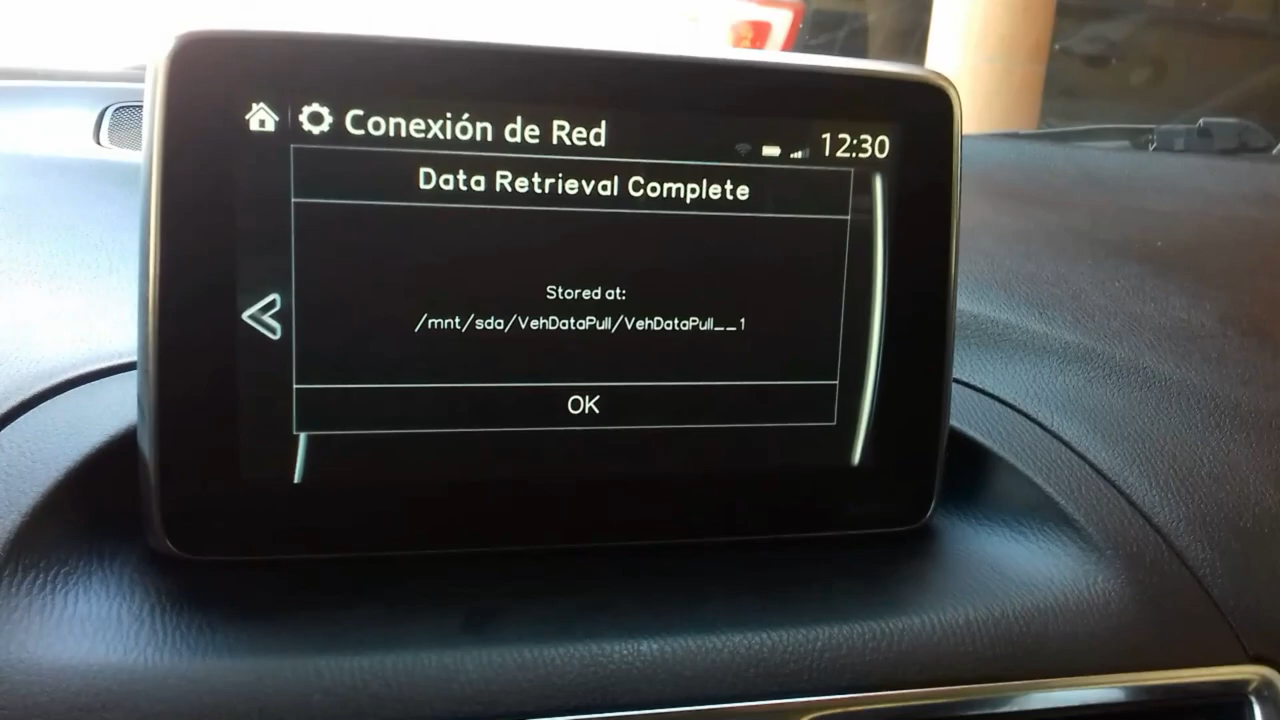 Conexión de Red
12:30
Data Retrieval Complete
Stored at:
/mnt/sda/VehDataPull/VehDataPull__1
OK